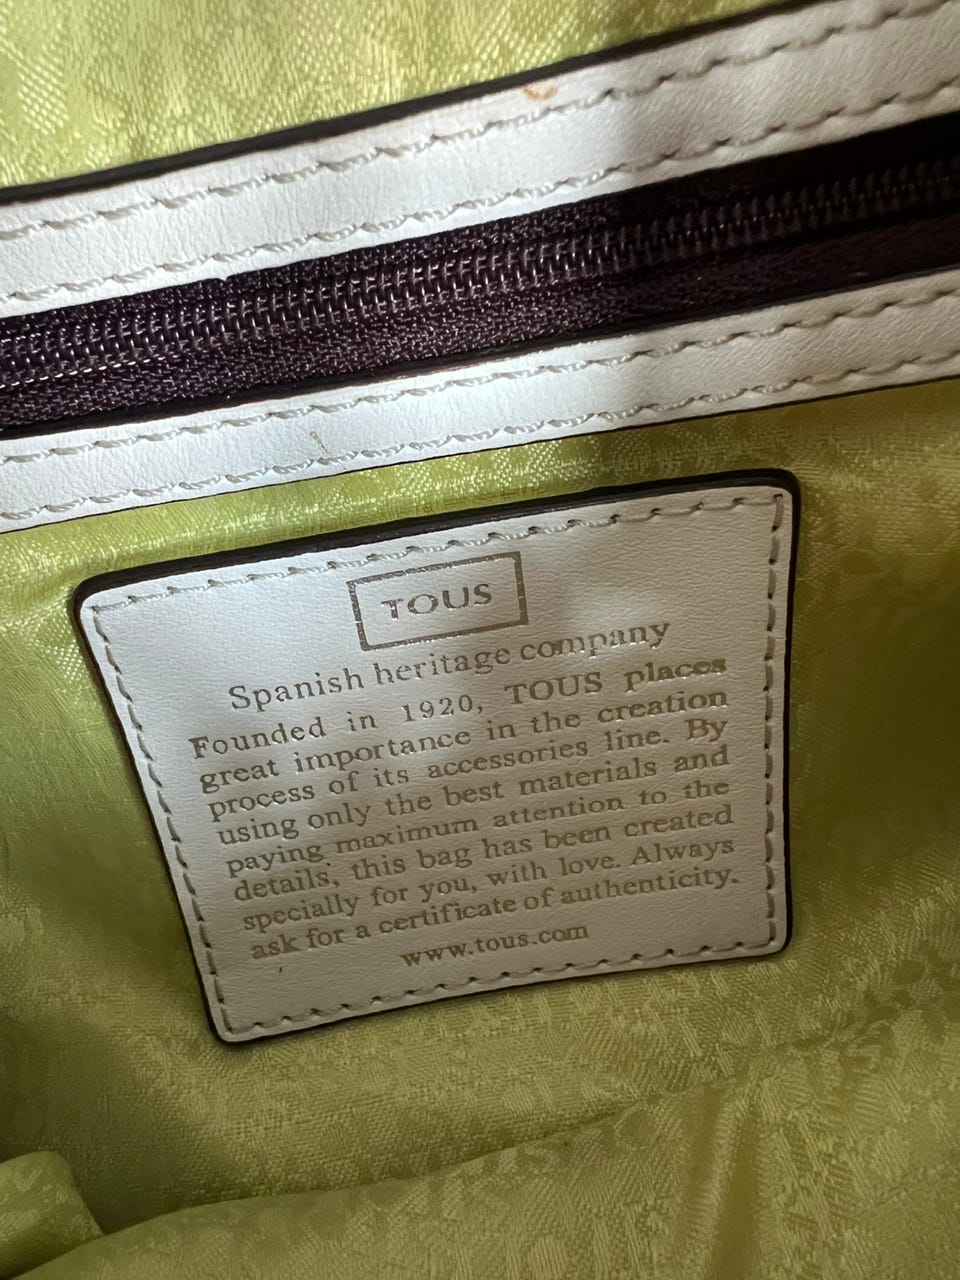 TOUS
Spanish heritage company
Founded in 1920, TOUS places
great importance in the creation
process of its accessories line. By
using only the best materials and
paying maximum attention to the
details, this bag has been created
specially for you, with love. Always
ask for a certificate of authenticity.
www.tous.com